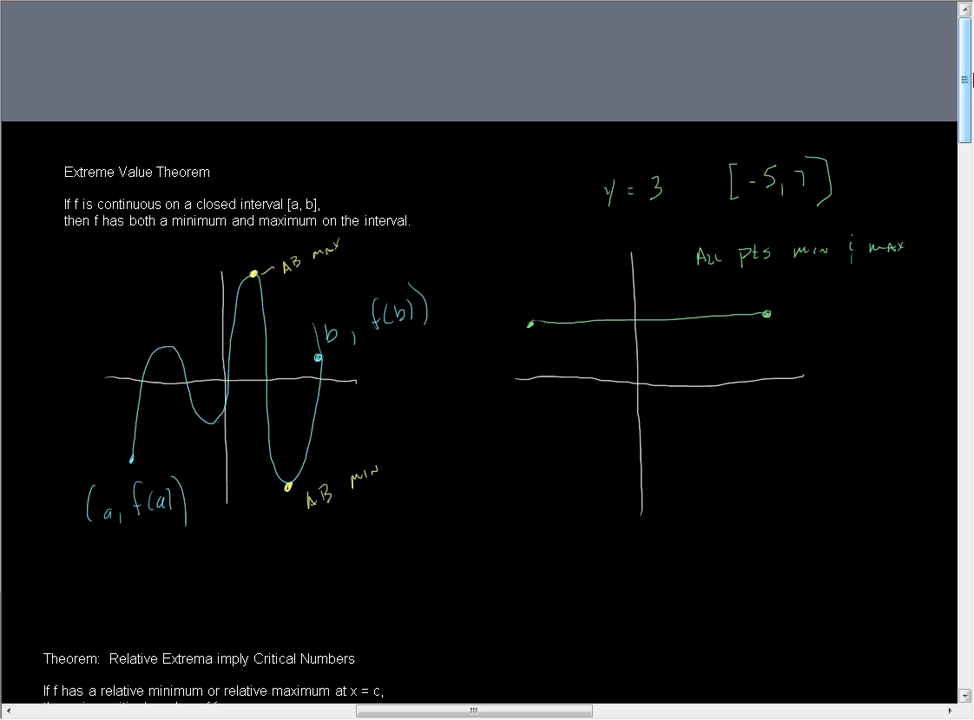 Extreme Value Theorem
y = 3 [-5, 7]
If f is continuous on a closed interval [a, b],
then f has both a minimum and maximum on the interval.
All pts min & max
AB max
b, f(b))
AB min
(a, f(a))
Theorem: Relative Extrema imply Critical Numbers
If f has a relative minimum or relative maximum at x = c,